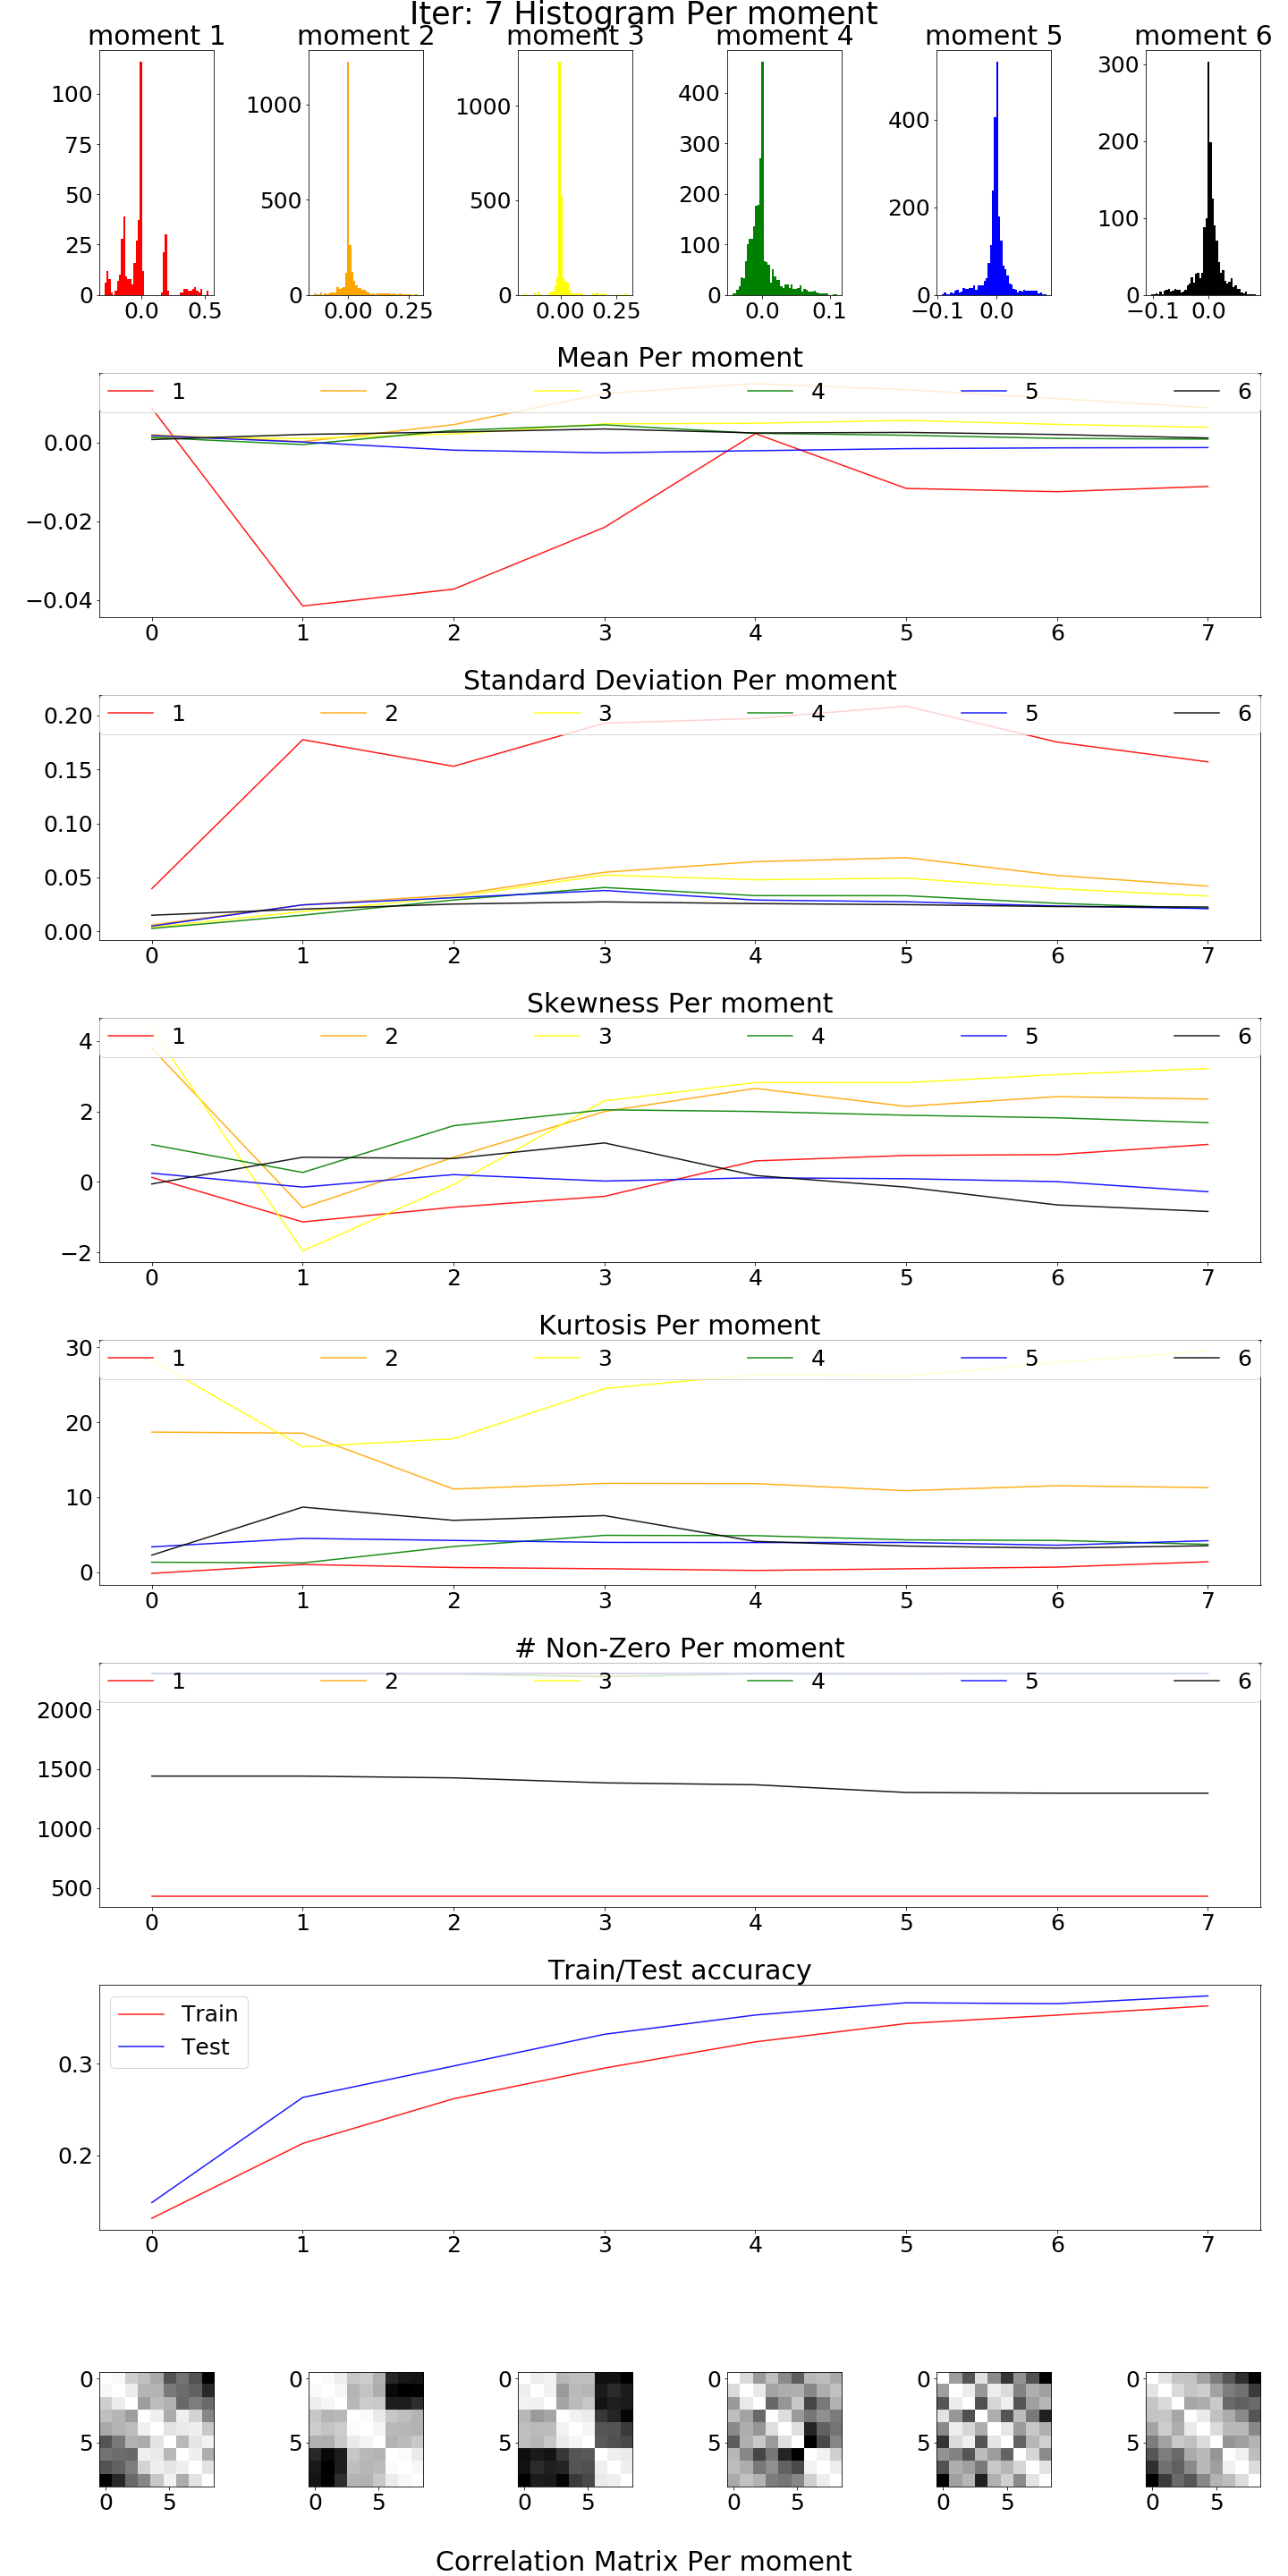 Iter: 7 Histogram Per moment
moment 1 moment 2 moment 3 moment 4 moment 5 moment 6
100
75
50
25
0
0.0 0.5
1000
500
0
0.00 0.25
1000
500
0
0.00 0.25
400
300
200
100
0
0.0 0.1
400
200
0
−0.1 0.0
300
200
100
0
−0.1 0.0
Mean Per moment
1 2 3 4 5 6
0.00
−0.02
−0.04
0 1 2 3 4 5 6 7
Standard Deviation Per moment
1 2 3 4 5 6
0.20
0.15
0.10
0.05
0.00
0 1 2 3 4 5 6 7
Skewness Per moment
1 2 3 4 5 6
4
2
0
−2
0 1 2 3 4 5 6 7
Kurtosis Per moment
1 2 3 4 5 6
30
20
10
0
0 1 2 3 4 5 6 7
# Non-Zero Per moment
1 2 3 4 5 6
2000
1500
1000
500
0 1 2 3 4 5 6 7
Train/Test accuracy
Train
Test
0.3
0.2
0 1 2 3 4 5 6 7
0 0 0 0 0 0
5 5 5 5 5 5
0 5 0 5 0 5 0 5 0 5 0 5
Correlation Matrix Per moment